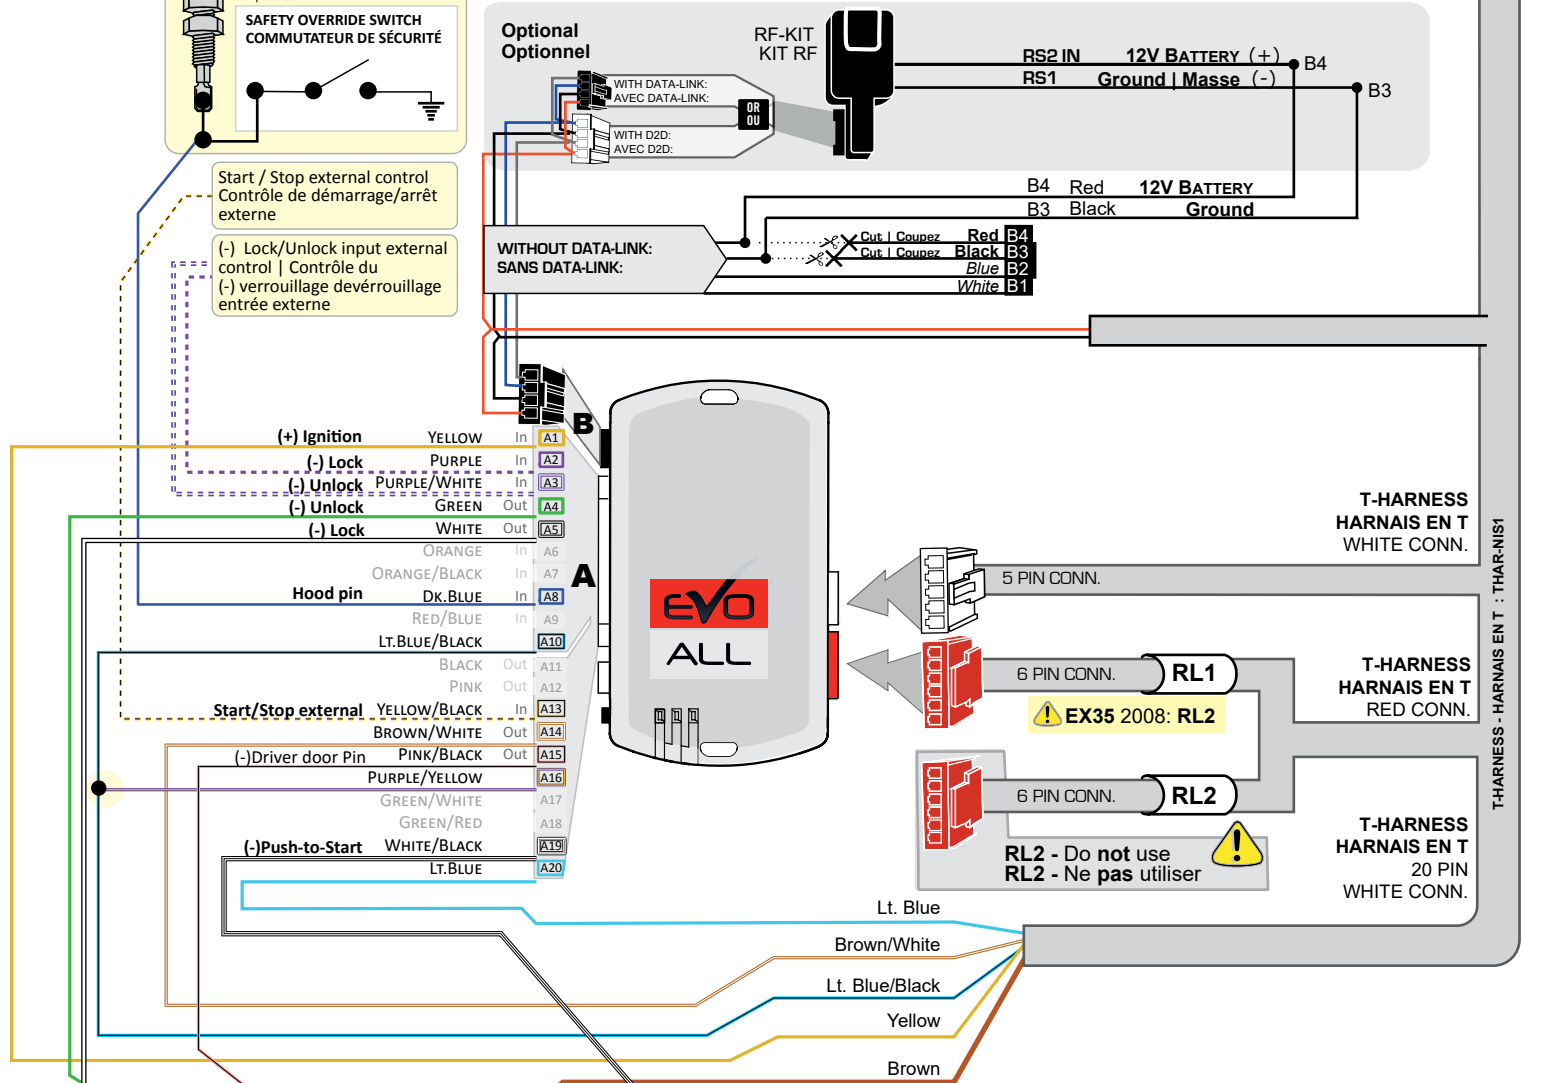 SAFETY OVERRIDE SWITCH
COMMUTATEUR DE SÉCURITÉ
Optional
Optionnel
RF-KIT
KIT RF
WITH DATA-LINK:
AVEC DATA-LINK:
OR
OU
WITH D2D:
AVEC D2D:
RS2 IN 12V BATTERY (+) B4
RS1 Ground | Masse (-) B3
Start / Stop external control
Contrôle de démarrage/arrêt
externe
(-) Lock/Unlock input external
control | Contrôle du
(-) verrouillage devérrouillage
entrée externe
B4 Red 12V BATTERY
B3 Black Ground
WITHOUT DATA-LINK:
SANS DATA-LINK:
Cut | Coupez Red B4
Cut | Coupez Black B3
Blue B2
White B1
B
A
(+) Ignition YELLOW In A1
(-) Lock PURPLE In A2
(-) Unlock PURPLE/WHITE In A3
(-) Unlock GREEN Out A4
(-) Lock WHITE Out A5
ORANGE In A6
ORANGE/BLACK In A7
Hood pin DK.BLUE In A8
RED/BLUE In A9
LT.BLUE/BLACK A10
BLACK Out A11
PINK Out A12
Start/Stop external YELLOW/BLACK In A13
BROWN/WHITE Out A14
(-)Driver door Pin PINK/BLACK Out A15
PURPLE/YELLOW A16
GREEN/WHITE A17
GREEN/RED A18
(-)Push-to-Start WHITE/BLACK A19
LT.BLUE A20
EVO
ALL
T-HARNESS
HARNAIS EN T
WHITE CONN.
5 PIN CONN.
6 PIN CONN. RL1
EX35 2008: RL2
T-HARNESS
HARNAIS EN T
RED CONN.
6 PIN CONN. RL2
RL2 - Do not use
RL2 - Ne pas utiliser
T-HARNESS
HARNAIS EN T
20 PIN
WHITE CONN.
T-HARNESS - HARNAIS EN T : THAR-NIS1
Lt. Blue
Brown/White
Lt. Blue/Black
Yellow
Brown